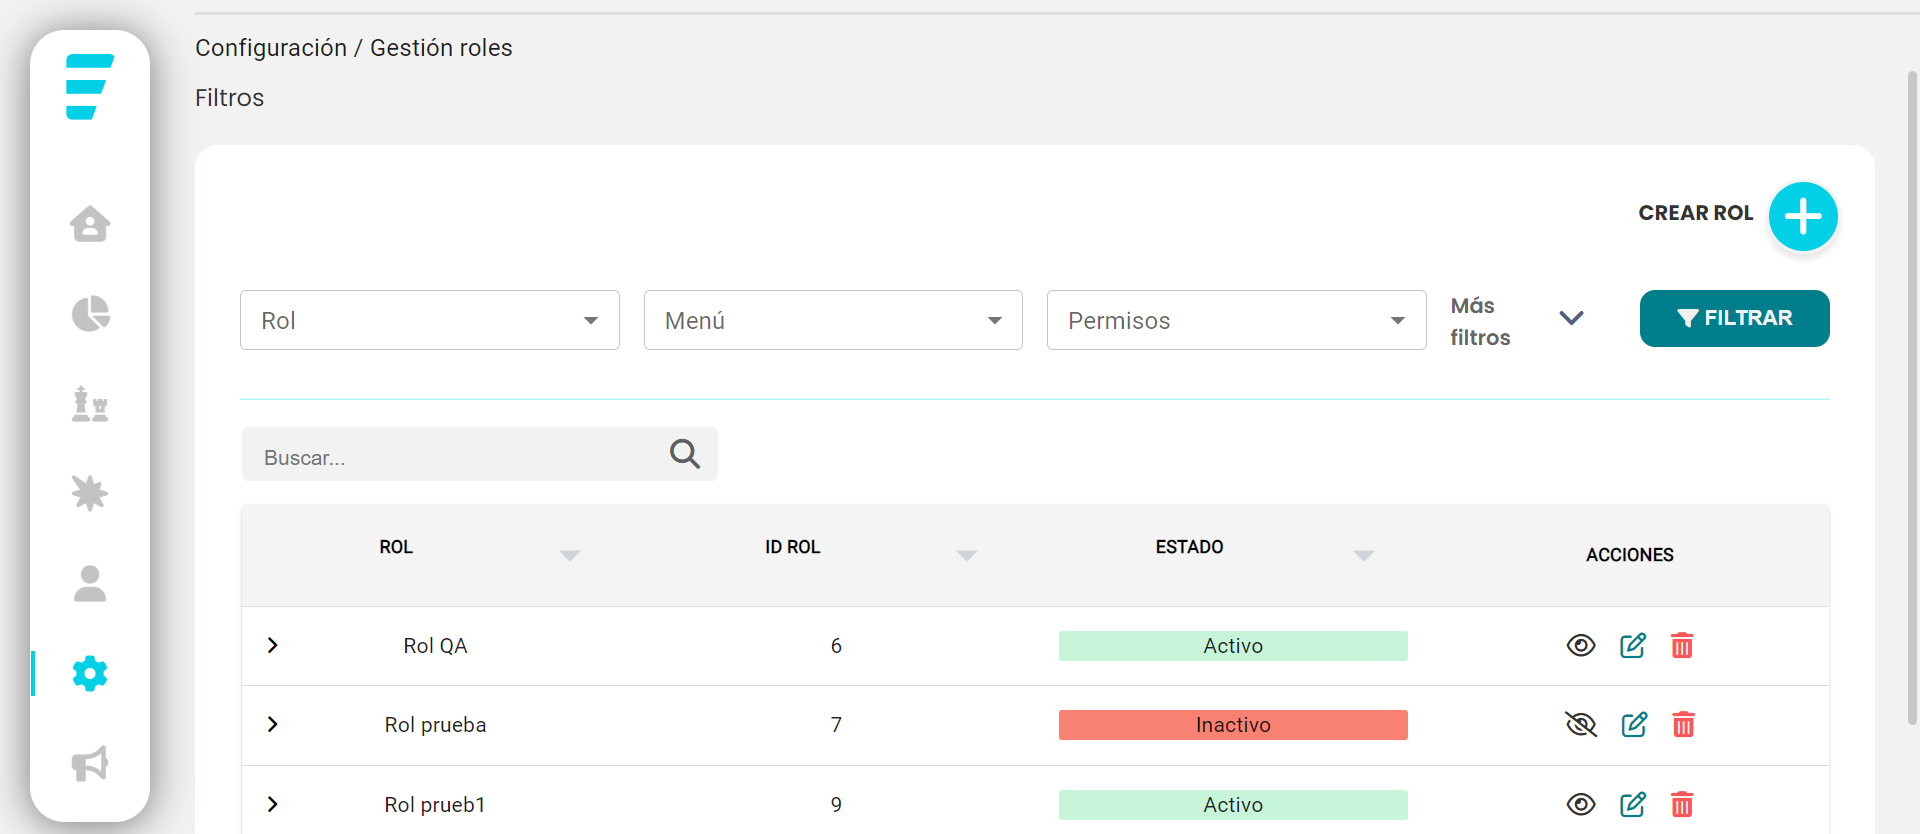 Configuración / Gestión roles
Filtros
CREAR ROL
Rol
Menú
Permisos
Más
filtros
FILTRAR
Buscar...
ROL
ID ROL
ESTADO
ACCIONES
Rol QA
6
Activo
Rol prueba
7
Inactivo
Rol prueb1
9
Activo